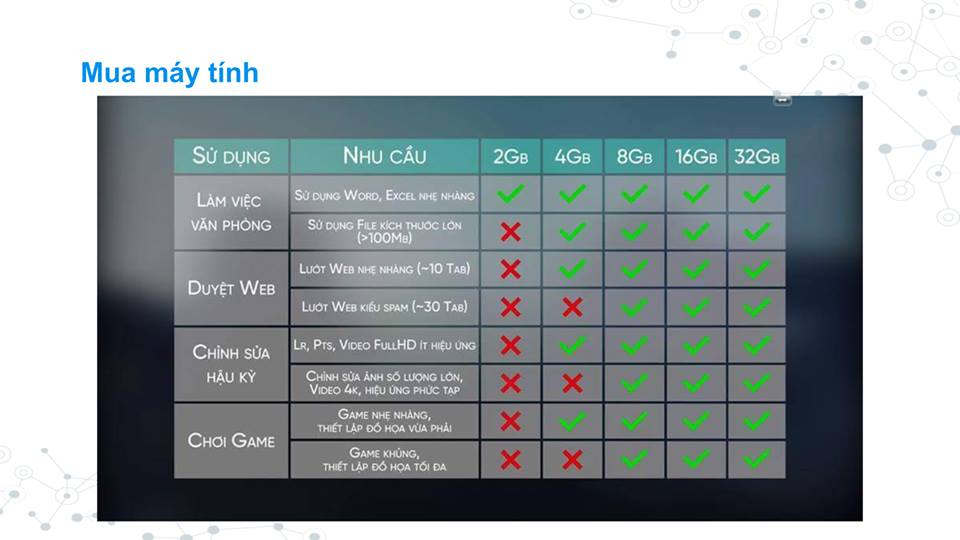 Mua máy tính
SỬ DỤNG NHU CẦU 2GB 4GB 8GB 16GB 32GB
LÀM VIỆC VĂN PHÒNG
SỬ DỤNG WORD, EXCEL NHẸ NHÀNG ✓ ✓ ✓ ✓ ✓
SỬ DỤNG FILE KÍCH THƯỚC LỚN
(>100MB) ✗ ✓ ✓ ✓ ✓
DUYỆT WEB
LƯỚT WEB NHẸ NHÀNG (~10 TAB) ✗ ✓ ✓ ✓ ✓
LƯỚT WEB KIỂU SPAM (~30 TAB) ✗ ✗ ✓ ✓ ✓
CHỈNH SỬA
HẬU KỲ
LR, PTS, VIDEO FULLHD ÍT HIỆU ỨNG ✗ ✓ ✓ ✓ ✓
CHỈNH SỬA ẢNH SỐ LƯỢNG LỚN,
VIDEO 4K, HIỆU ỨNG PHỨC TẠP ✗ ✗ ✓ ✓ ✓
CHƠI GAME
GAME NHẸ NHÀNG,
THIẾT LẬP ĐỒ HỌA VỪA PHẢI ✗ ✓ ✓ ✓ ✓
GAME KHỦNG,
THIẾT LẬP ĐỒ HỌA TỐI ĐA ✗ ✗ ✓ ✓ ✓